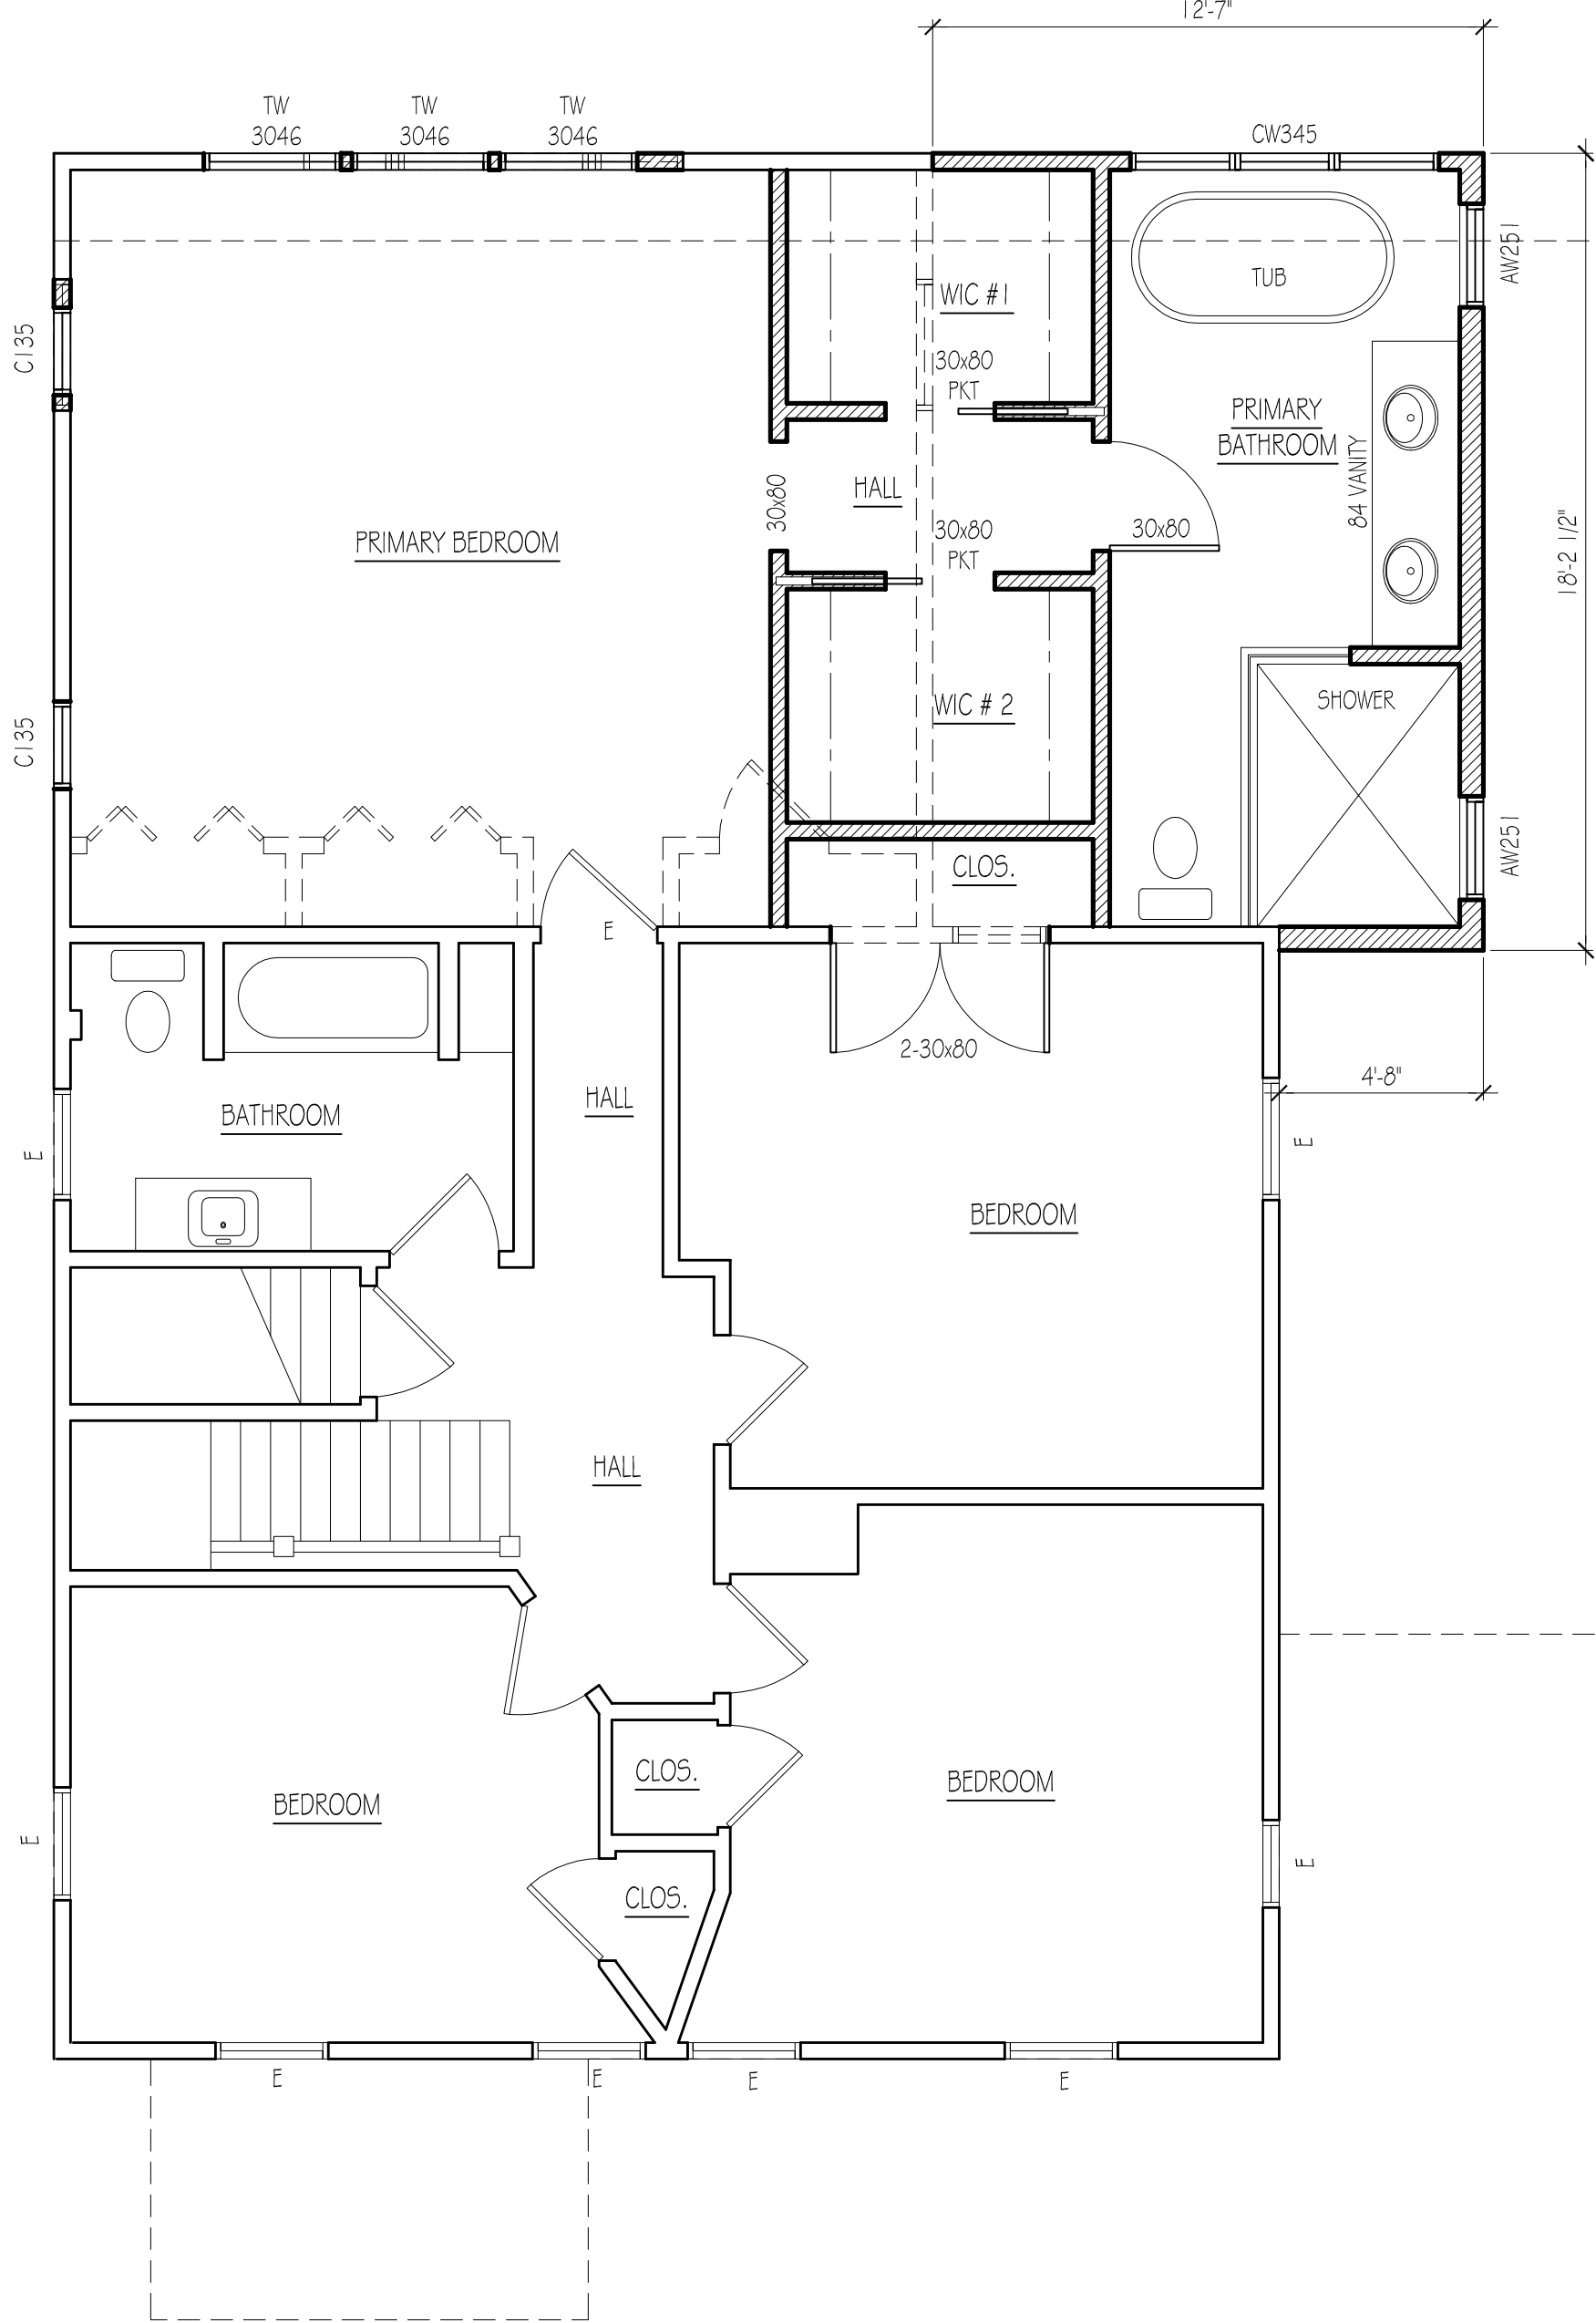 12'-7"
TW
3046
TW
3046
TW
3046
CW345
AW251
TUB
WIC #1
C135
30x80
PKT
PRIMARY
BATHROOM
84 VANITY
HALL
30x80
30x80
PKT
30x80
18'-2 1/2"
PRIMARY BEDROOM
SHOWER
WIC # 2
C135
AW251
CLOS.
E
2-30x80
4'-8"
HALL
BATHROOM
E
E
BEDROOM
HALL
CLOS.
BEDROOM
BEDROOM
E
E
CLOS.
E
E
E
E